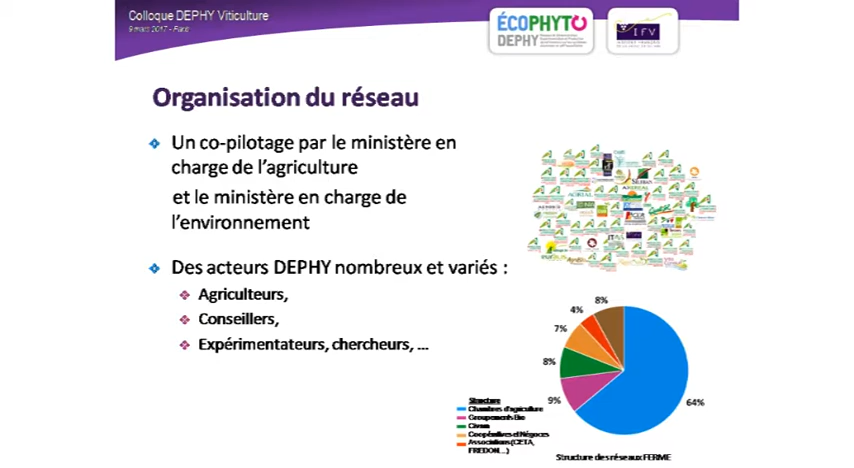 Colloque DEPHY Viticulture
9 mars 2017 - Paris
ÉCOPHYTO
DEPHY
IFV
Organisation du réseau
Un co-pilotage par le ministère en
charge de l'agriculture
et le ministère en charge de
l'environnement
Des acteurs DEPHY nombreux et variés :
Agriculteurs,
Conseillers,
Expérimentateurs, chercheurs, ...
8%
4%
7%
8%
9%
64%
Structure
Chambres d'agriculture
Groupements Bio
Civam
Coopératives et Négoces
Associations (CETA,
FREDON...)
Structure des réseaux FERME